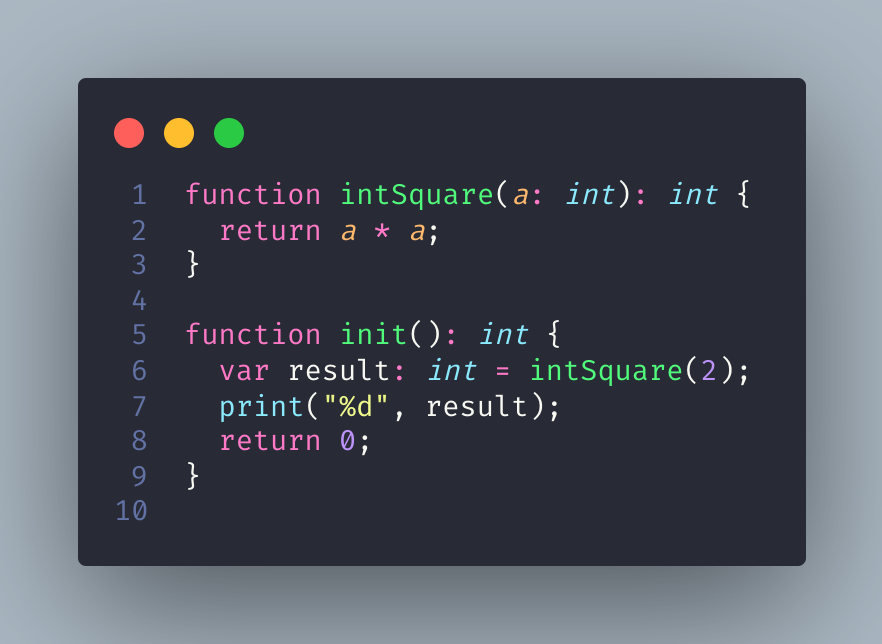 1 function intSquare(a: int): int {
2   return a * a;
3 }
4
5 function init(): int {
6   var result: int = intSquare(2);
7   print("%d", result);
8   return 0;
9 }
10